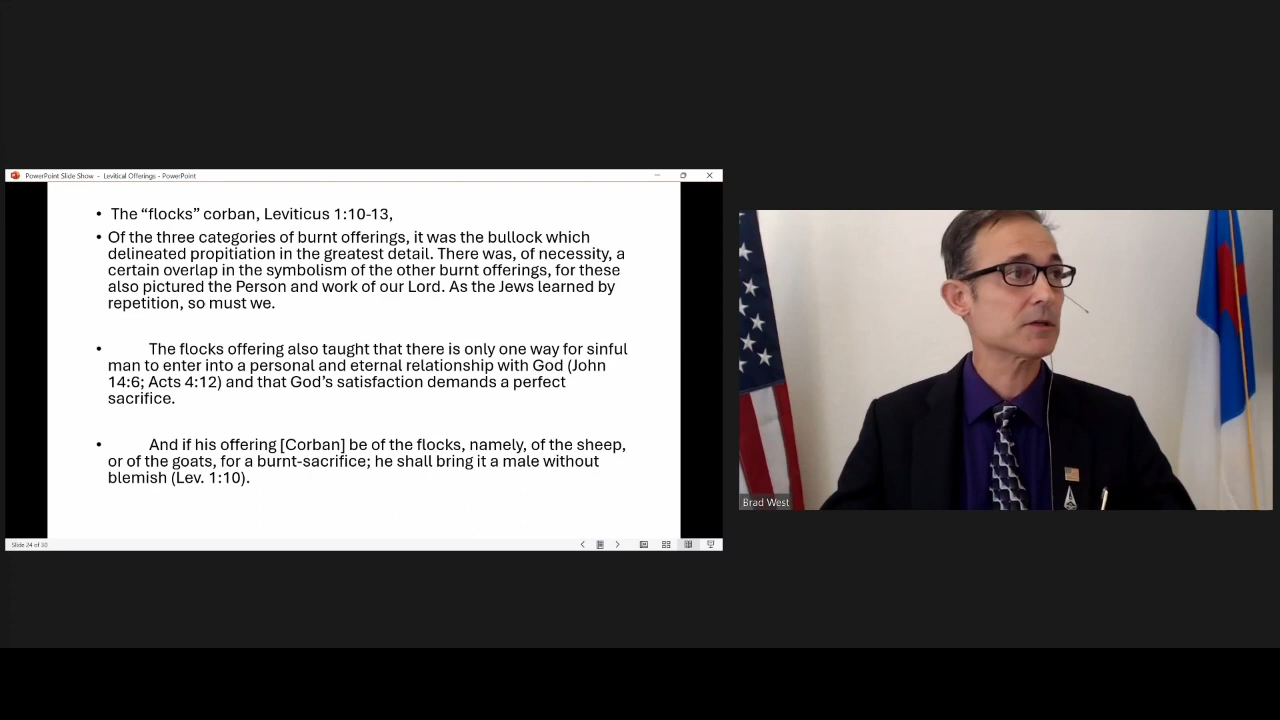 PowerPoint Slide Show - Levitical Offerings - PowerPoint
• The “flocks” corban, Leviticus 1:10-13,
• Of the three categories of burnt offerings, it was the bullock which
delineated propitiation in the greatest detail. There was, of necessity, a
certain overlap in the symbolism of the other burnt offerings, for these
also pictured the Person and work of our Lord. As the Jews learned by
repetition, so must we.
• The flocks offering also taught that there is only one way for sinful
man to enter into a personal and eternal relationship with God (John
14:6; Acts 4:12) and that God’s satisfaction demands a perfect
sacrifice.
• And if his offering [Corban] be of the flocks, namely, of the sheep,
or of the goats, for a burnt-sacrifice; he shall bring it a male without
blemish (Lev. 1:10).
Slide 24 of 30
Brad West